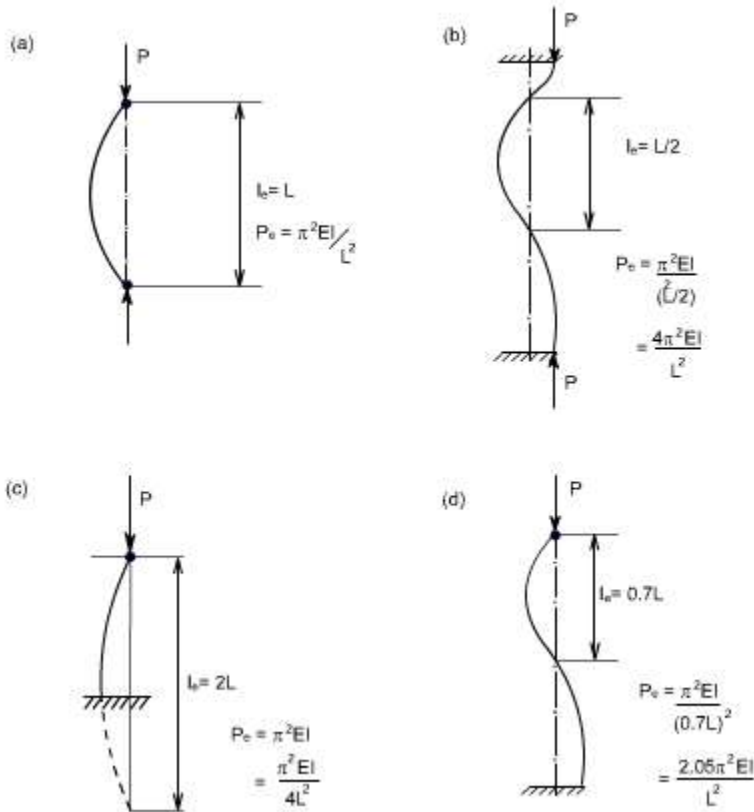 (a)
P
lₑ= L
Pₑ = π²EI/L²
(b)
P
lₑ= L/2
Pₑ = π²EI
(L/2)²
= 4π²EI
L²
P
(c)
P
lₑ= 2L
Pₑ = π²EI
= π²EI
4L²
(d)
P
lₑ= 0.7L
Pₑ = π²EI
(0.7L)²
= 2.05π²EI
L²